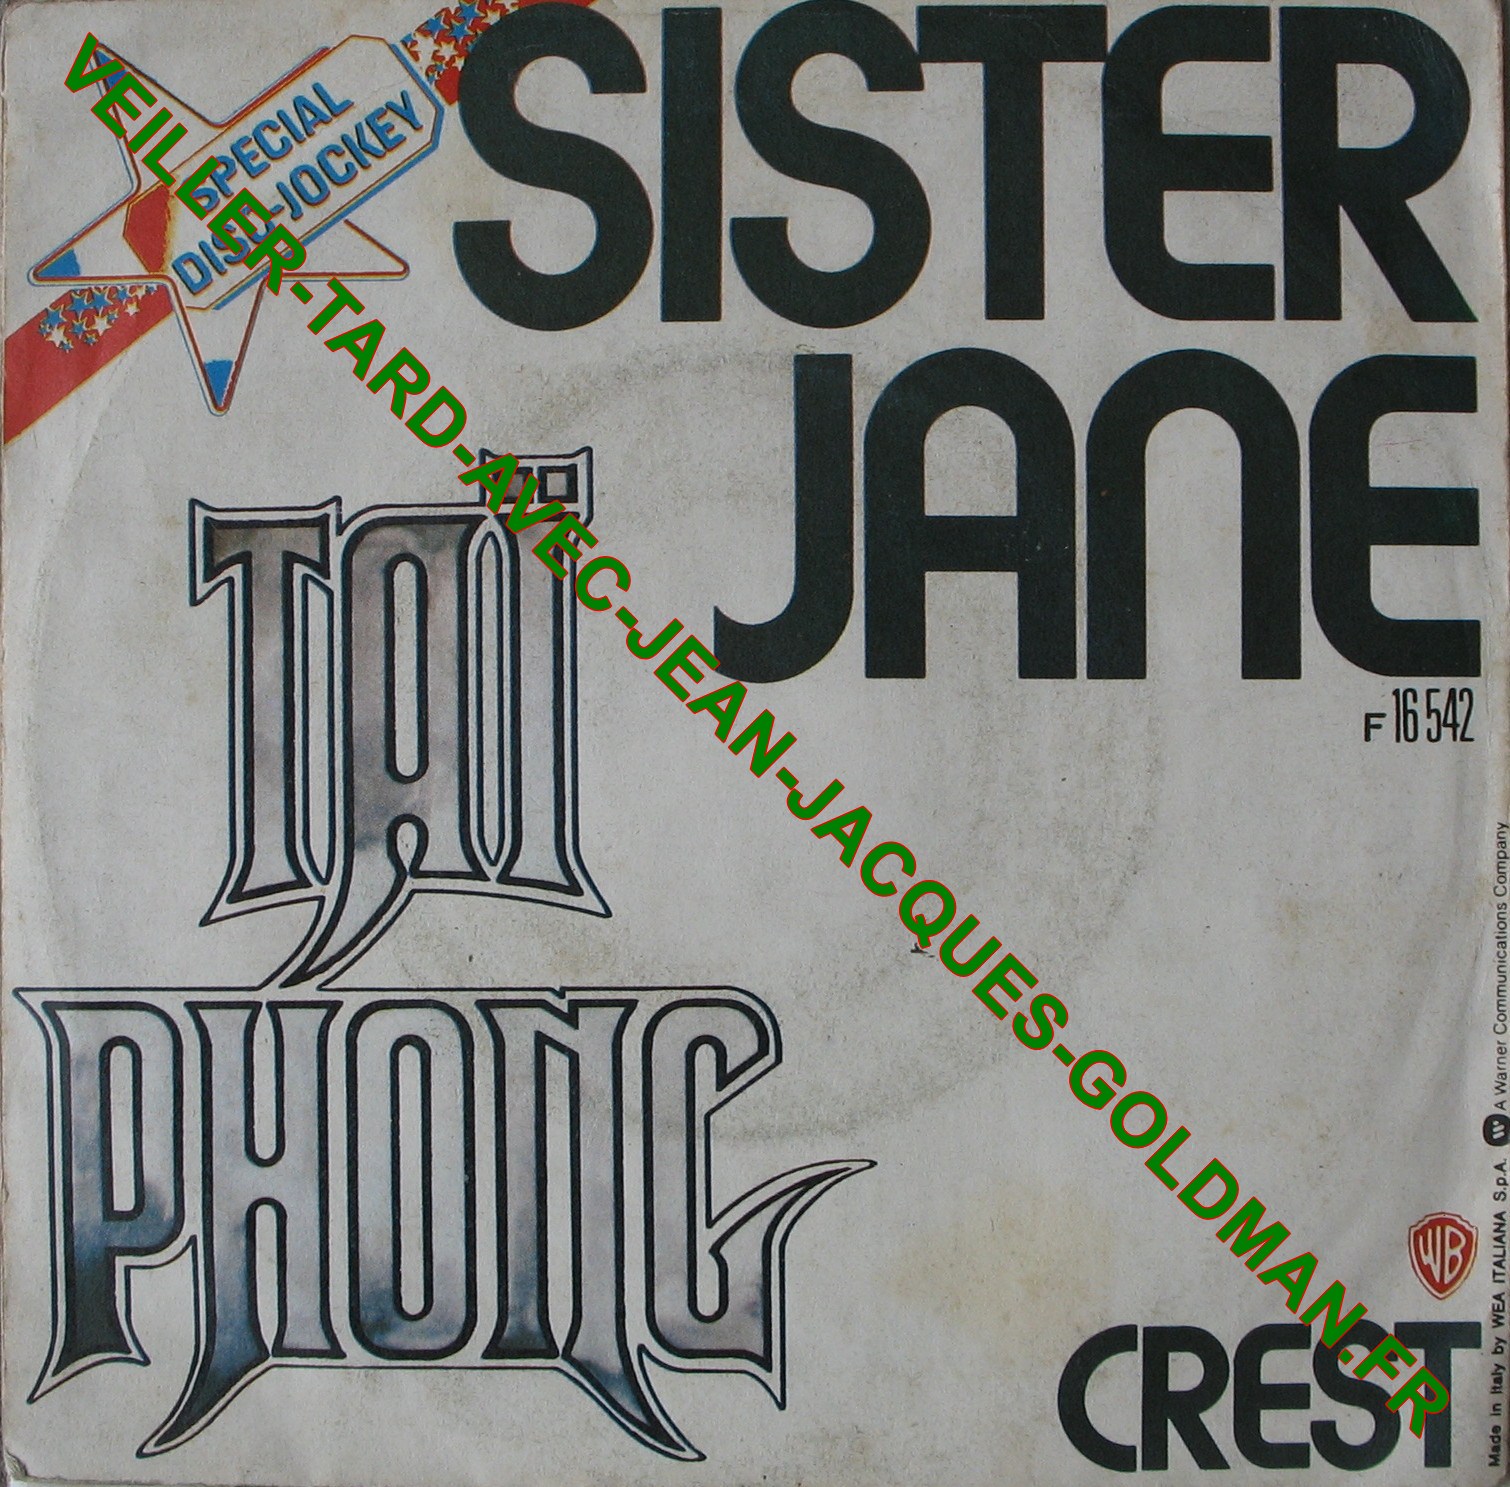 SPECIAL
DISC-JOCKEY
SISTER
JANE
F 16 542
TAÏ
PHONG
CREST
WB
Made in Italy by WEA ITALIANA S.p.A. A Warner Communications Company
VEILLER-TARD-AVEC-JEAN-JACQUES-GOLDMAN.FR